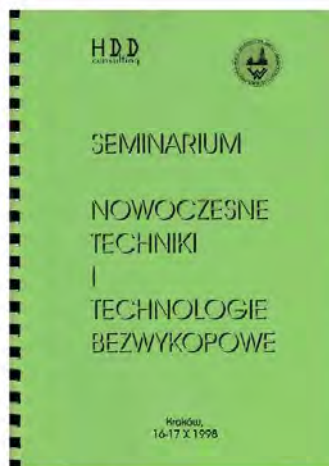 HDD
consulting
SEMINARIUM
NOWOCZESNE
TECHNIKI
I
TECHNOLOGIE
BEZWYKOPOWE
Kraków,
16-17 X 1998